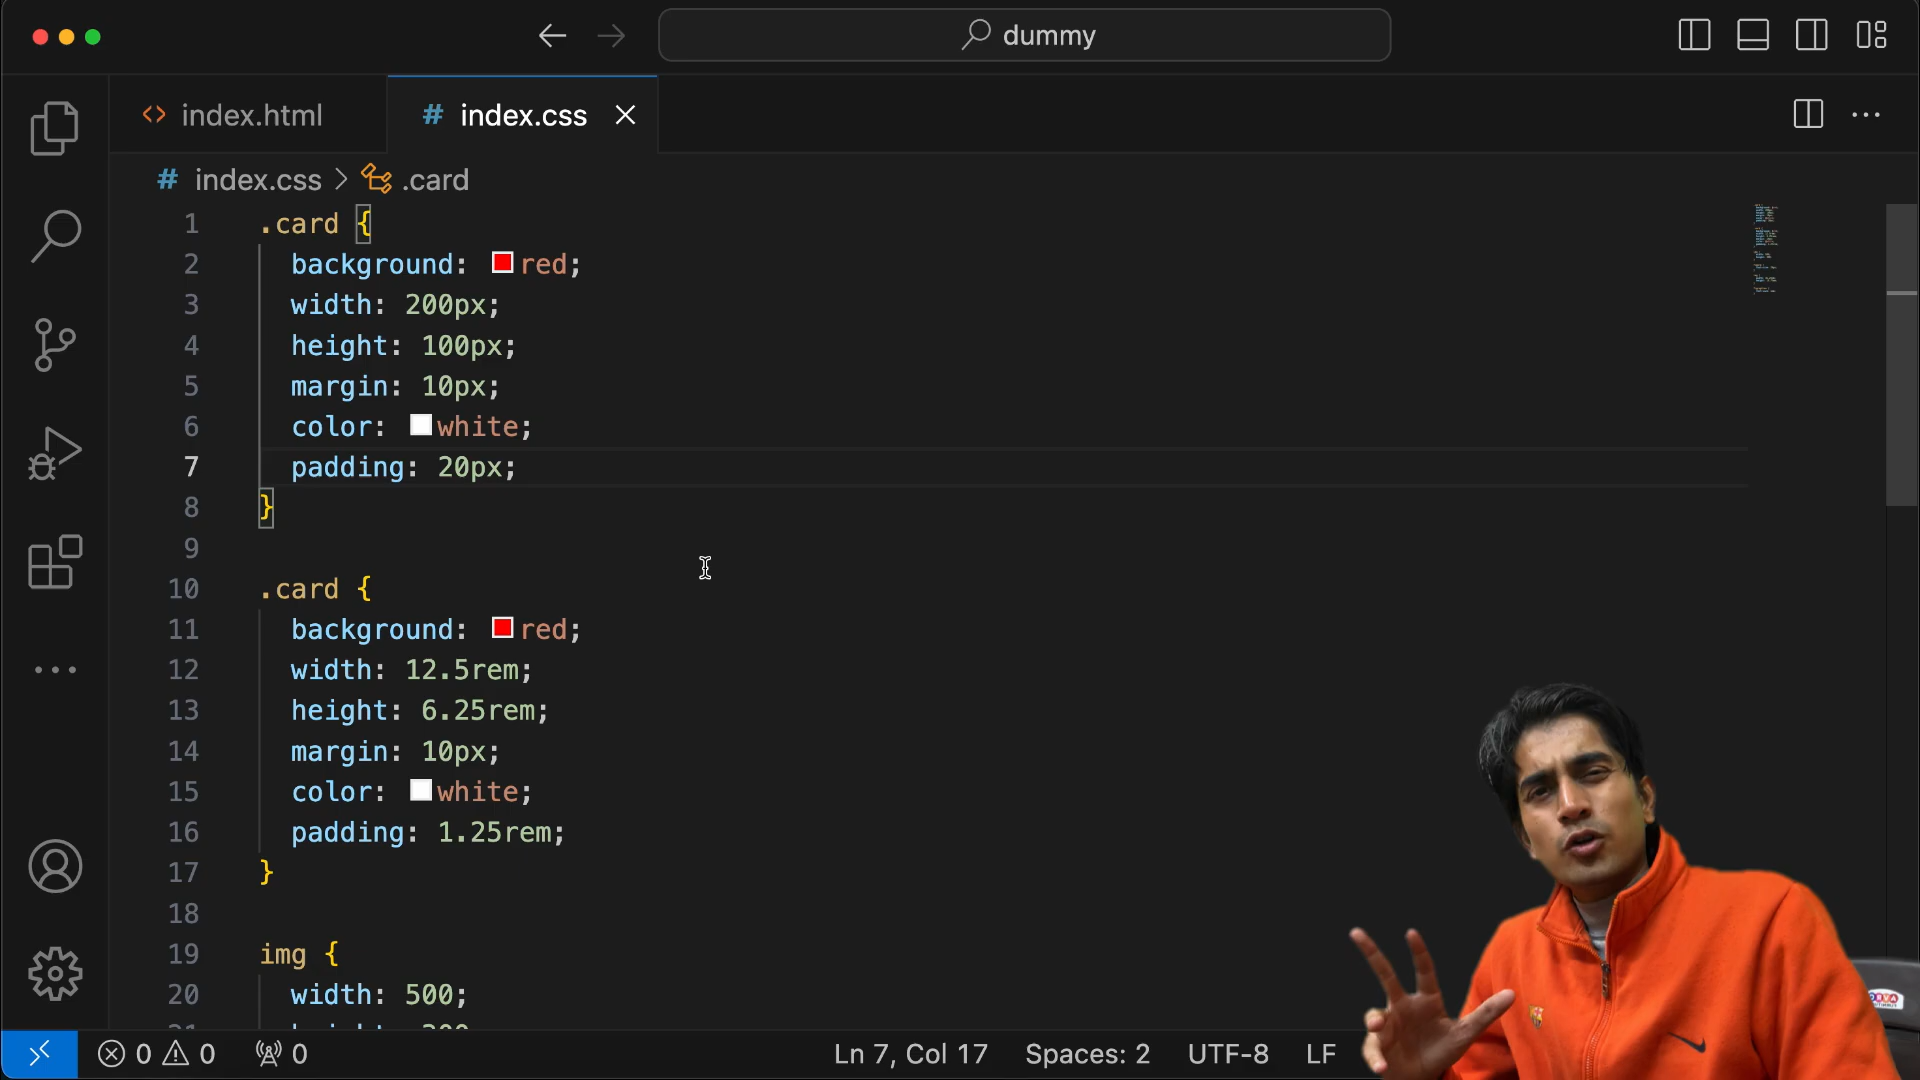 dummy
index.html
# index.css
# index.css > .card
1 .card {
2 background: red;
3 width: 200px;
4 height: 100px;
5 margin: 10px;
6 color: white;
7 padding: 20px;
8 }
9
10 .card {
11 background: red;
12 width: 12.5rem;
13 height: 6.25rem;
14 margin: 10px;
15 color: white;
16 padding: 1.25rem;
17 }
18
19 img {
20 width: 500;
0 0 0 Ln 7, Col 17 Spaces: 2 UTF-8 LF